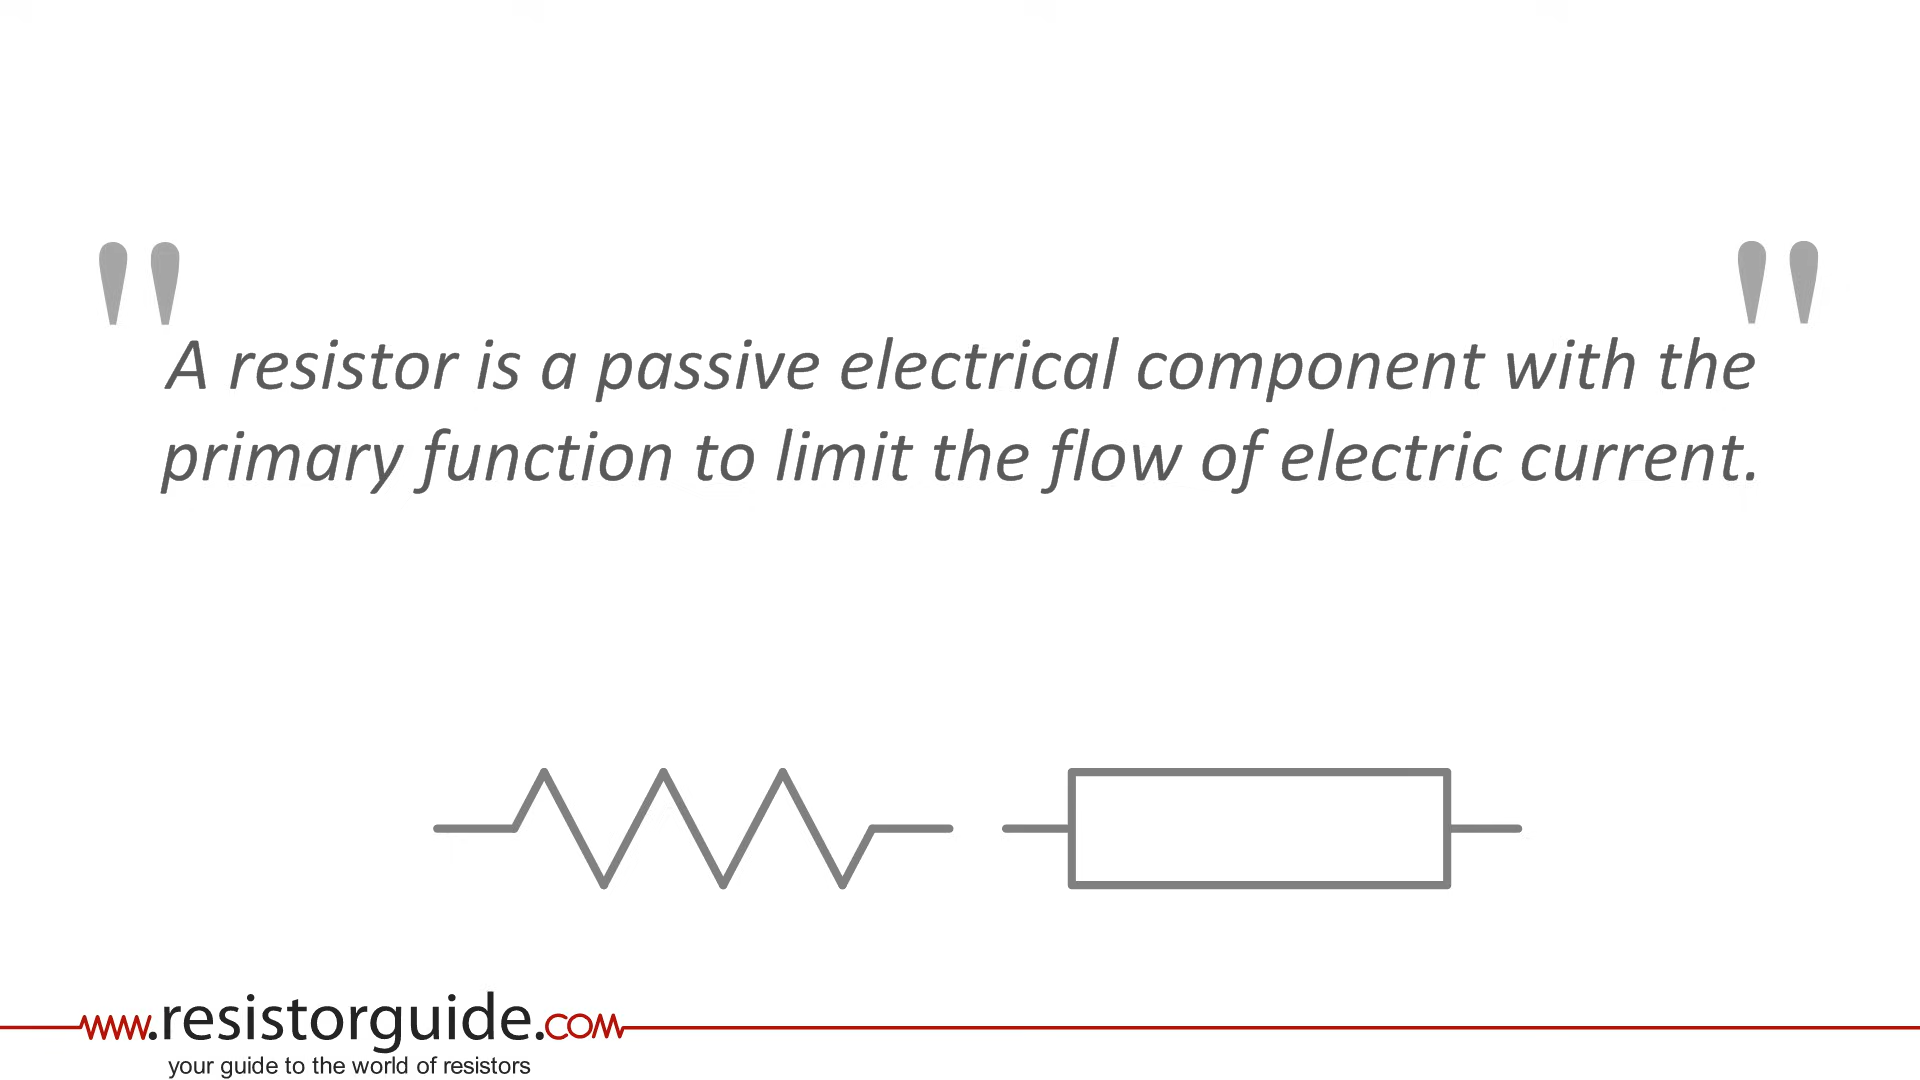 "A resistor is a passive electrical component with the
primary function to limit the flow of electric current."
www.resistorguide.com
your guide to the world of resistors